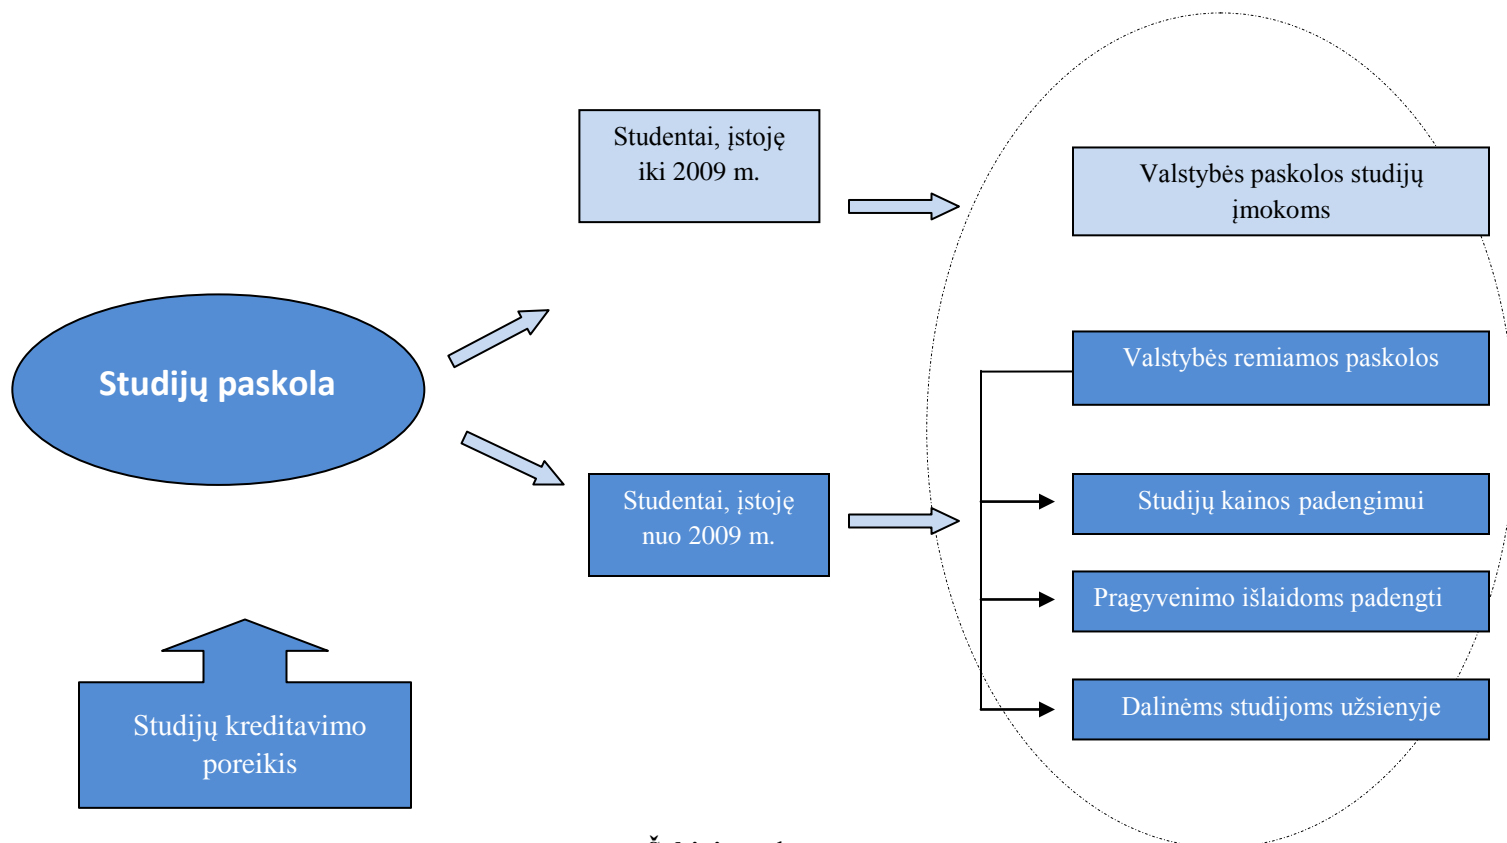 Studentai, įstoję
iki 2009 m.
Valstybės paskolos studijų
įmokoms
Studijų paskola
Valstybės remiamos paskolos
Studentai, įstoję
nuo 2009 m.
Studijų kainos padengimui
Pragyvenimo išlaidoms padengti
Dalinėms studijoms užsienyje
Studijų kreditavimo
poreikis